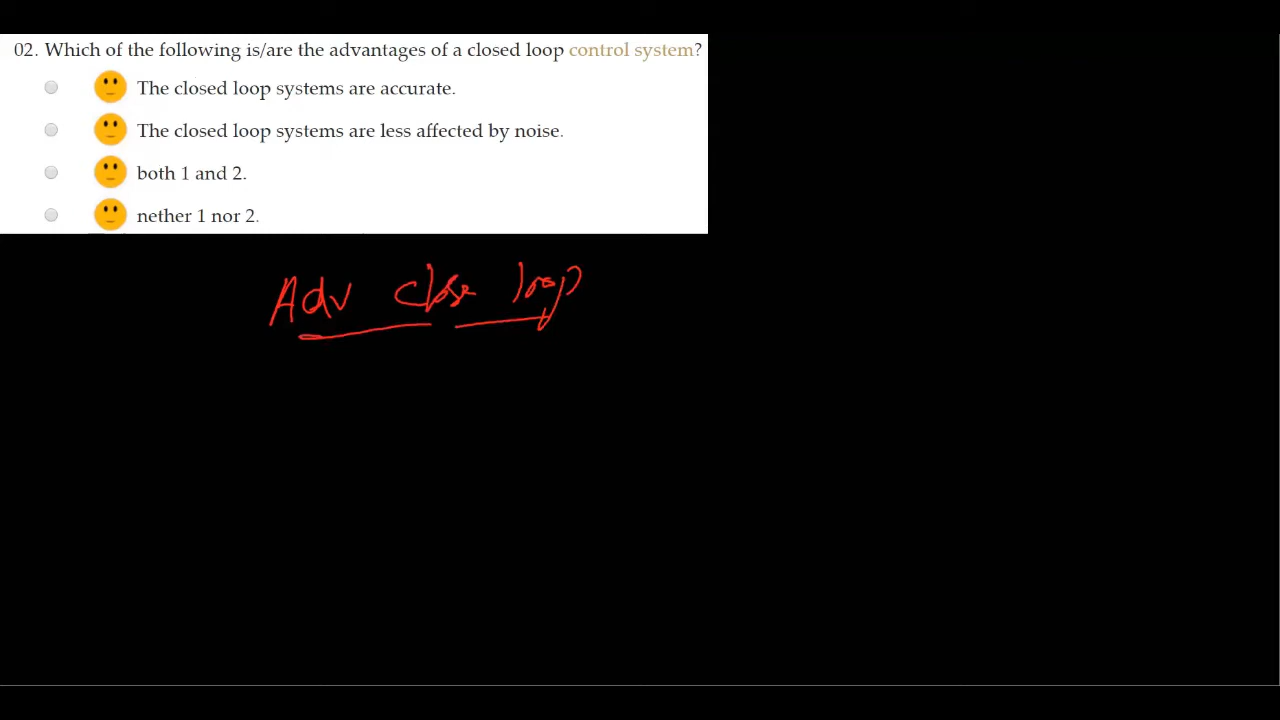 02. Which of the following is/are the advantages of a closed loop control system?
The closed loop systems are accurate.
The closed loop systems are less affected by noise.
both 1 and 2.
nether 1 nor 2.
Adv close loop